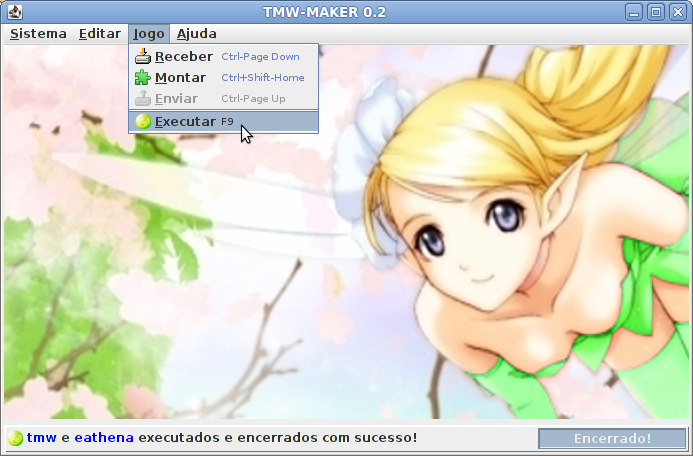 TMW-MAKER 0.2
Sistema Editar Jogo Ajuda
Receber Ctrl-Page Down
Montar Ctrl+Shift-Home
Enviar Ctrl-Page Up
Executar F9
tmw e eathena executados e encerrados com sucesso! Encerrado!